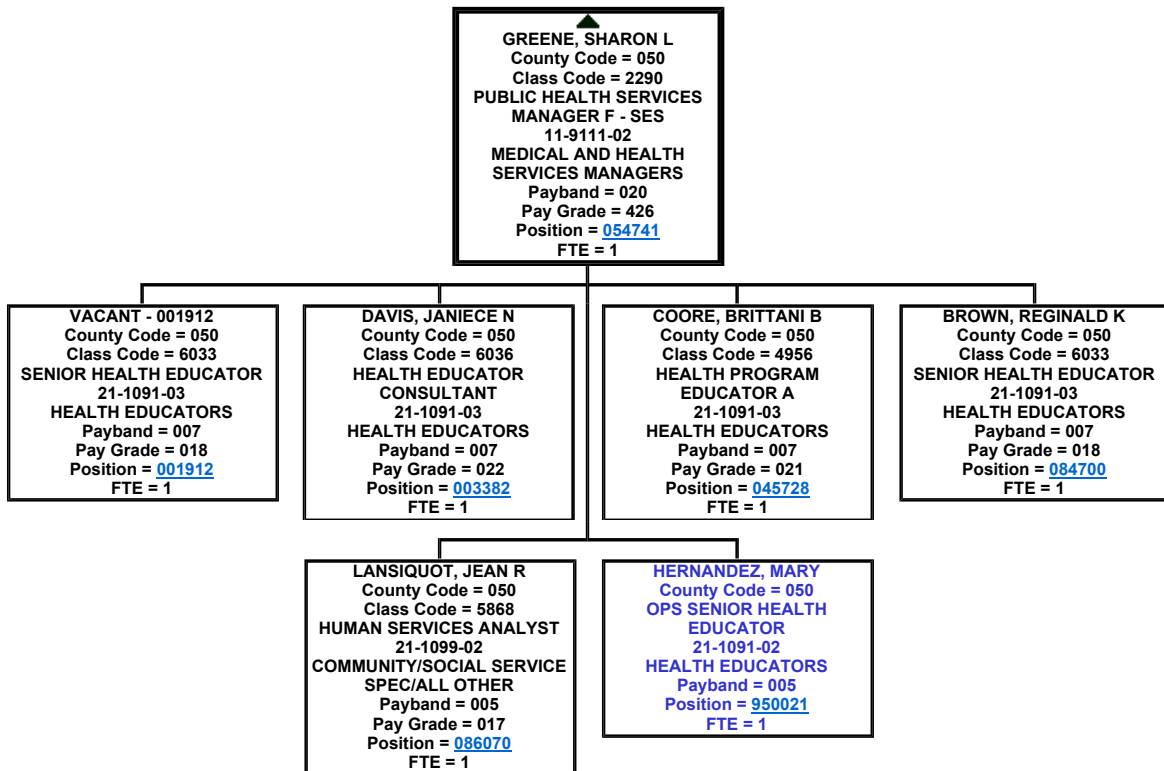 GREENE, SHARON L
County Code = 050
Class Code = 2290
PUBLIC HEALTH SERVICES
MANAGER F - SES
11-9111-02
MEDICAL AND HEALTH
SERVICES MANAGERS
Payband = 020
Pay Grade = 426
Position = 054741
FTE = 1
VACANT - 001912
County Code = 050
Class Code = 6033
SENIOR HEALTH EDUCATOR
21-1091-03
HEALTH EDUCATORS
Payband = 007
Pay Grade = 018
Position = 001912
FTE = 1
DAVIS, JANIECE N
County Code = 050
Class Code = 6036
HEALTH EDUCATOR
CONSULTANT
21-1091-03
HEALTH EDUCATORS
Payband = 007
Pay Grade = 022
Position = 003382
FTE = 1
COORE, BRITTANI B
County Code = 050
Class Code = 4956
HEALTH PROGRAM
EDUCATOR A
21-1091-03
HEALTH EDUCATORS
Payband = 007
Pay Grade = 021
Position = 045728
FTE = 1
BROWN, REGINALD K
County Code = 050
Class Code = 6033
SENIOR HEALTH EDUCATOR
21-1091-03
HEALTH EDUCATORS
Payband = 007
Pay Grade = 018
Position = 084700
FTE = 1
LANSIQUOT, JEAN R
County Code = 050
Class Code = 5868
HUMAN SERVICES ANALYST
21-1099-02
COMMUNITY/SOCIAL SERVICE
SPEC/ALL OTHER
Payband = 005
Pay Grade = 017
Position = 086070
FTE = 1
HERNANDEZ, MARY
County Code = 050
OPS SENIOR HEALTH
EDUCATOR
21-1091-02
HEALTH EDUCATORS
Payband = 005
Position = 950021
FTE = 1